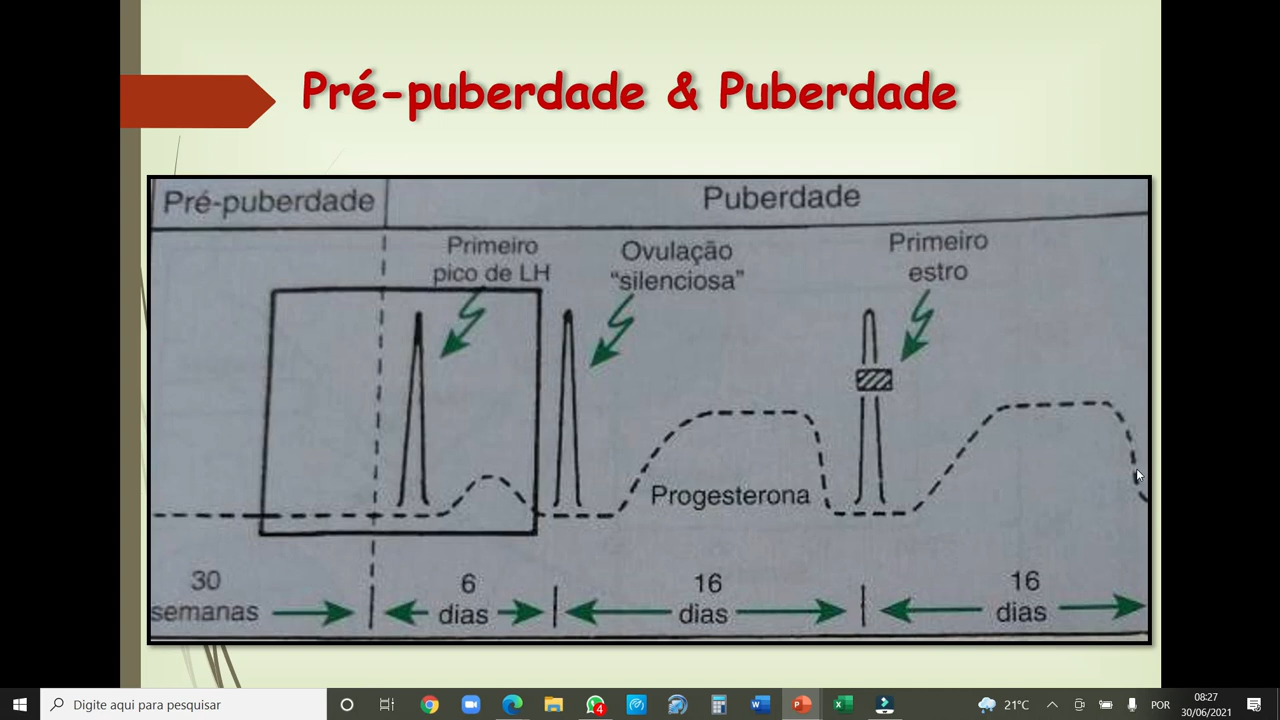 Pré-puberdade & Puberdade
Pré-puberdade
Puberdade
Primeiro
pico de LH
Ovulação
“silenciosa”
Primeiro
estro
Progesterona
30
semanas
6
dias
16
dias
16
dias
Digite aqui para pesquisar
4
21°C
POR
08:27
30/06/2021